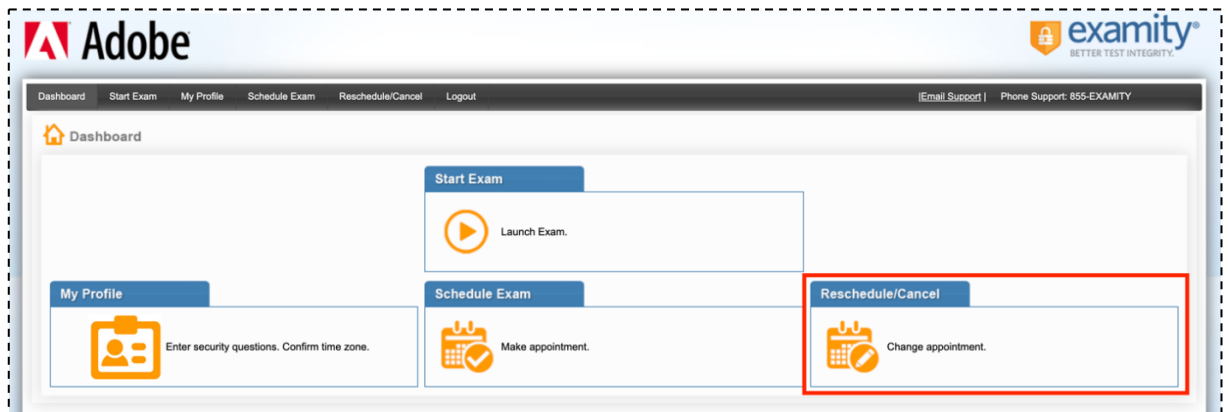 Adobe
examity®
BETTER TEST INTEGRITY.
Dashboard Start Exam My Profile Schedule Exam Reschedule/Cancel Logout |Email Support| Phone Support: 855-EXAMITY
Dashboard
Start Exam
Launch Exam.
My Profile Schedule Exam Reschedule/Cancel
Enter security questions. Confirm time zone. Make appointment. Change appointment.